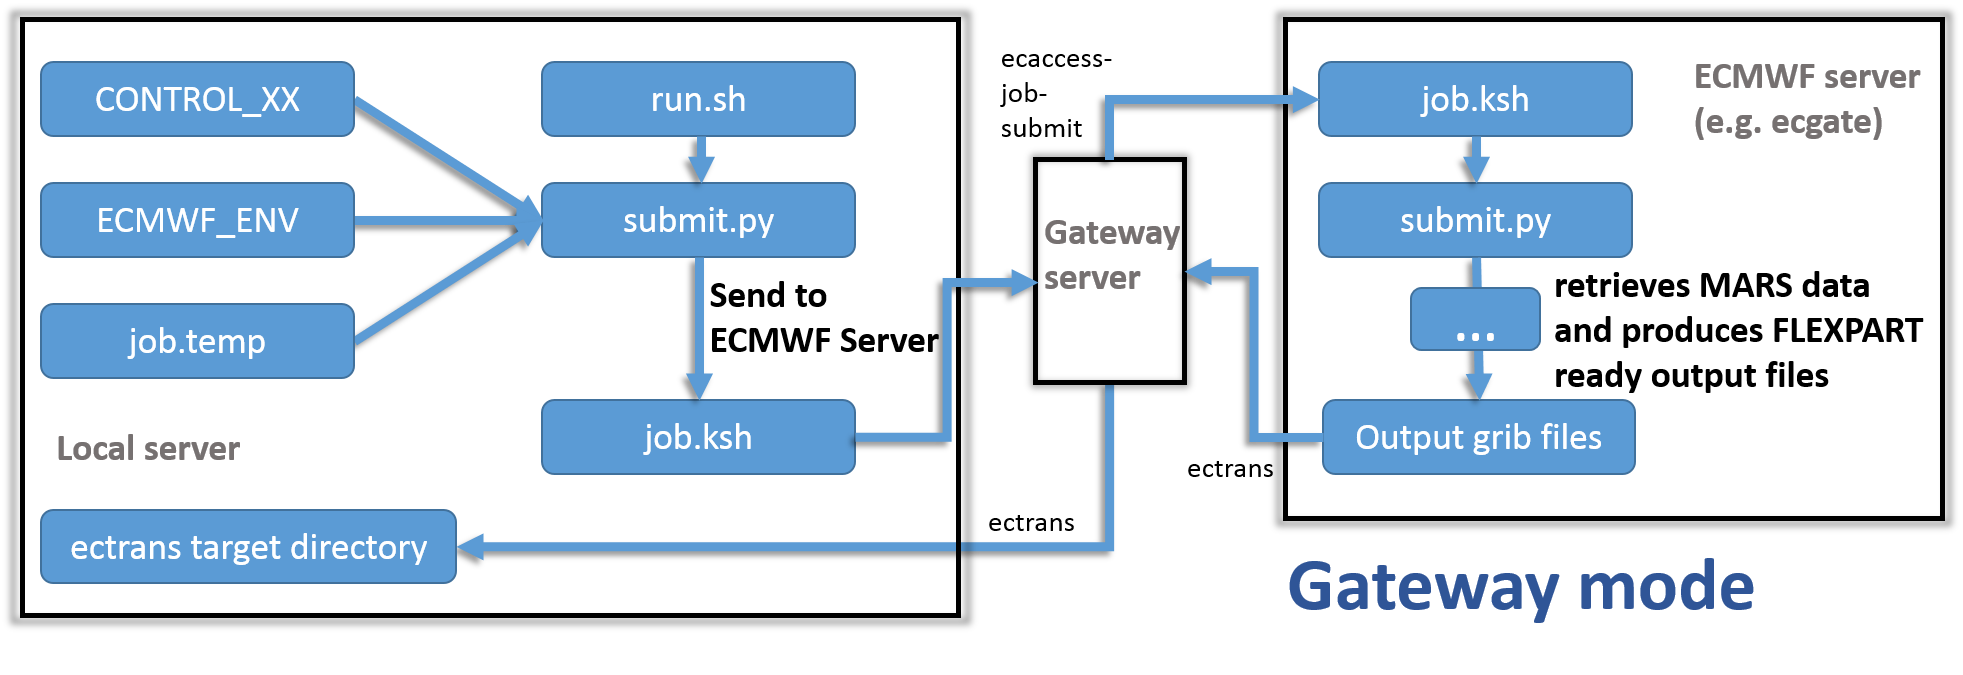 CONTROL_XX
run.sh
ECMWF_ENV
submit.py
job.temp
Send to
ECMWF Server
job.ksh
Local server
ectrans target directory
ecaccess-
job-
submit
Gateway
server
ectrans
ectrans
job.ksh
ECMWF server
(e.g. ecgate)
submit.py
...
retrieves MARS data
and produces FLEXPART
ready output files
Output grib files
Gateway mode